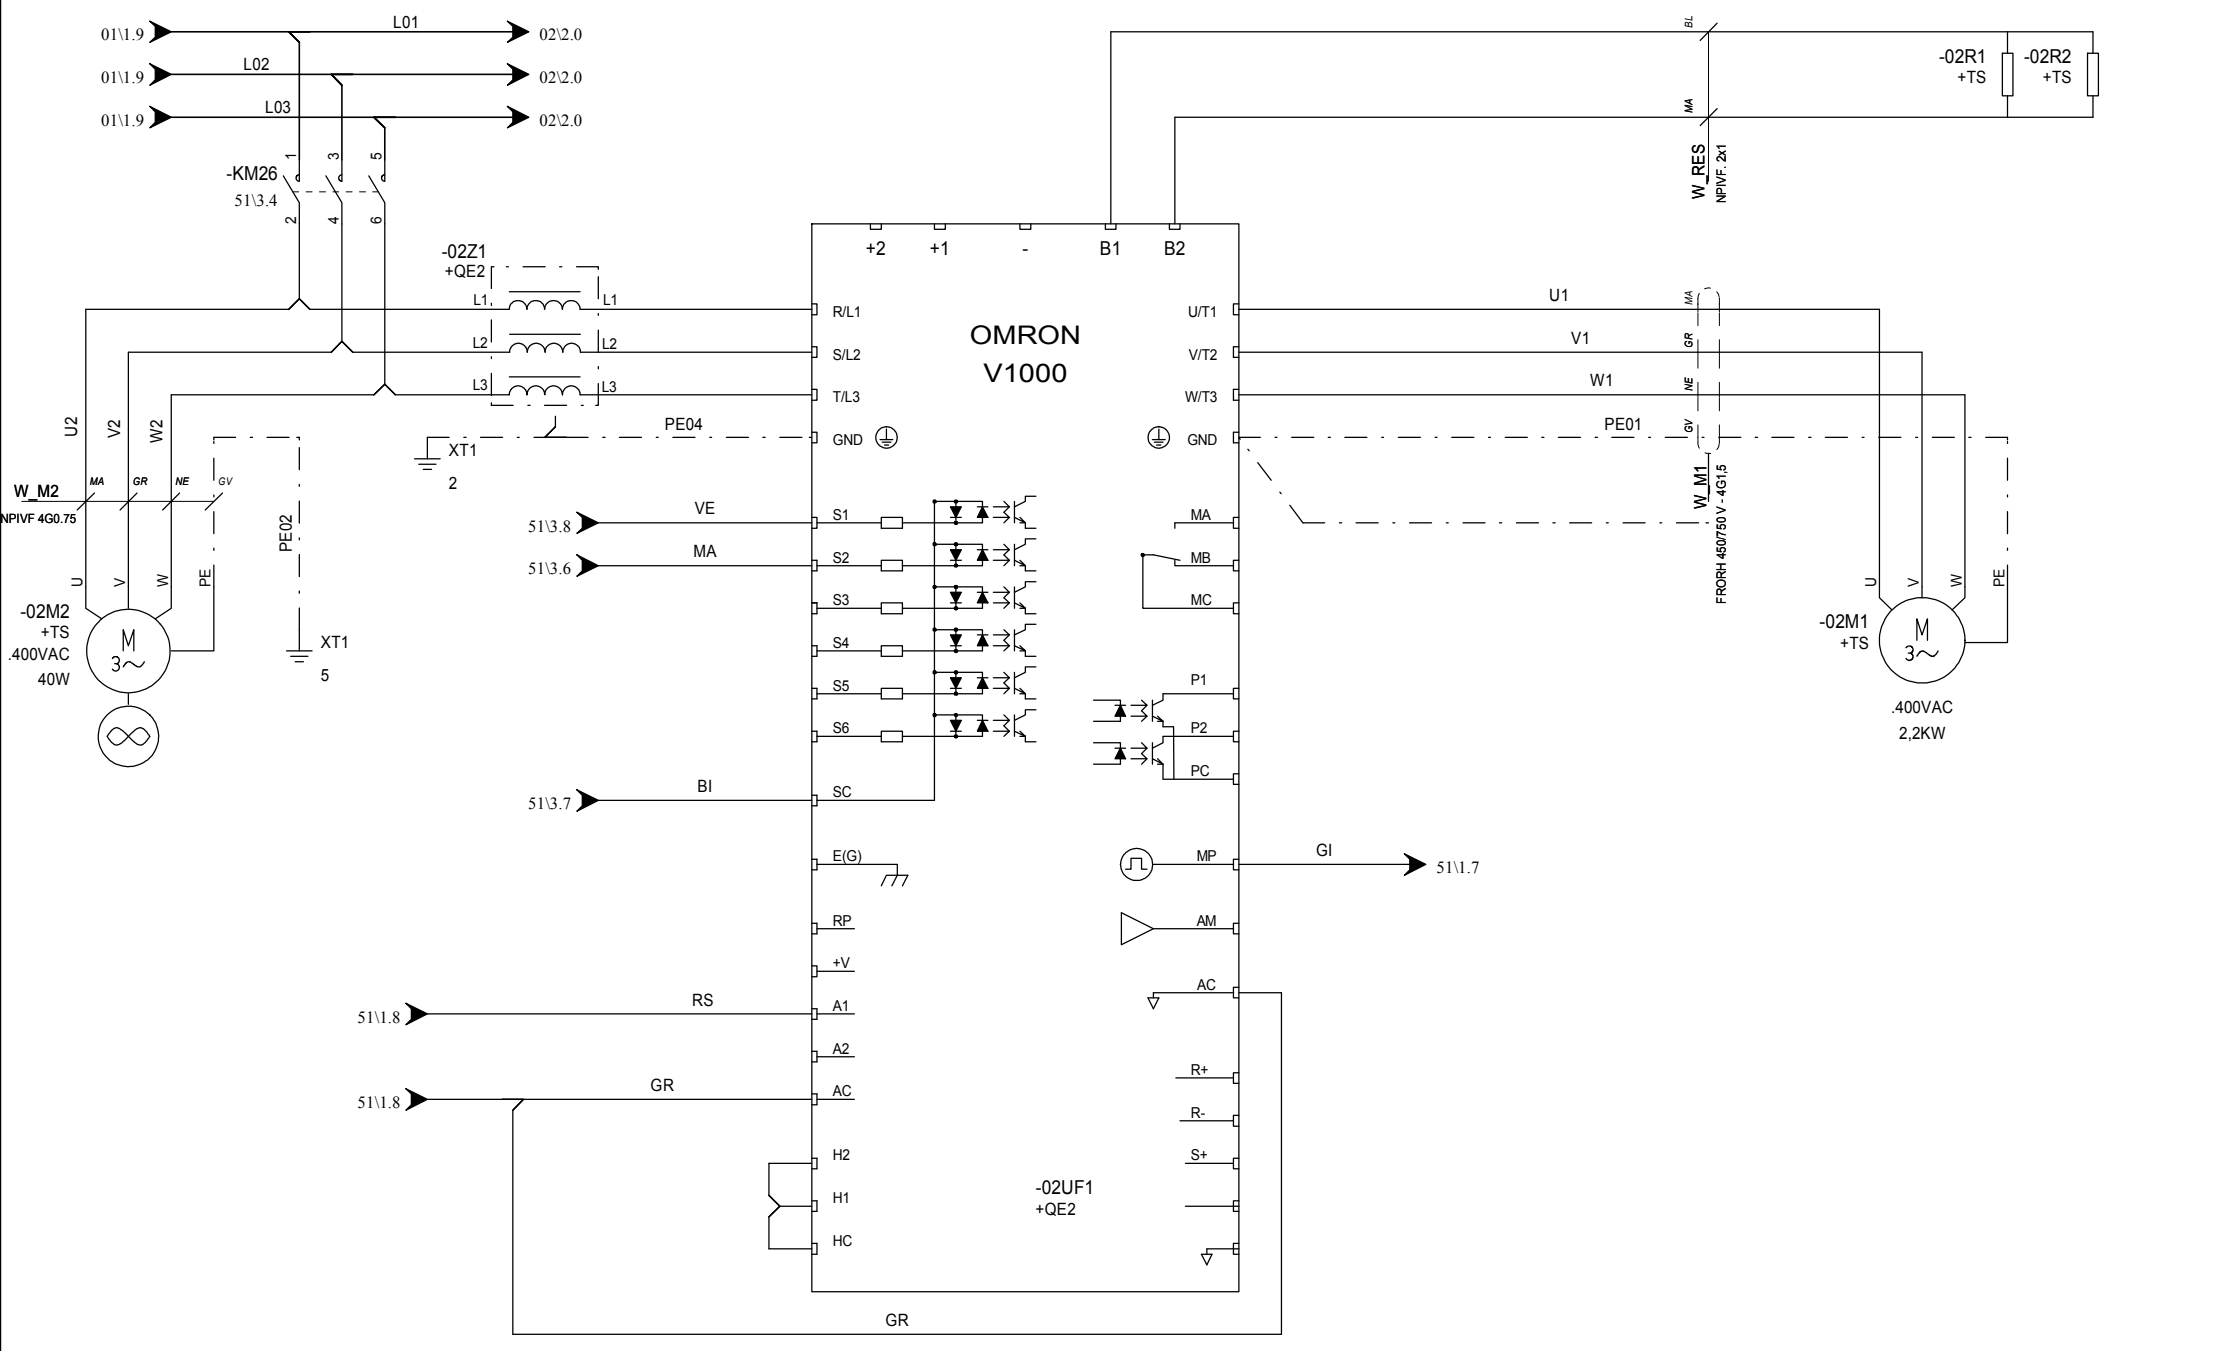 01\1.9
L01
02\2.0
01\1.9
L02
02\2.0
01\1.9
L03
02\2.0
1
3
5
-KM26
51\3.4
2
4
6
BL
MA
W_RES
NPIVF. 2x1
-02R1
+TS
-02R2
+TS
-02Z1
+QE2
L1
L1
L2
L2
L3
L3
PE04
XT1
2
U2
V2
W2
W_M2
NPIVF 4G0.75
MA
GR
NE
GV
PE02
U
V
W
PE
-02M2
+TS
.400VAC
40W
M
3~
XT1
5
+2
+1
-
B1
B2
OMRON
V1000
R/L1
S/L2
T/L3
GND
U/T1
V/T2
W/T3
GND
U1
V1
W1
PE01
MA
GR
NE
GV
W_M1
FRORH 450/750 V - 4G1,5
U
V
W
PE
-02M1
+TS
M
3~
.400VAC
2,2KW
51\3.8
VE
S1
51\3.6
MA
S2
S3
S4
S5
S6
51\3.7
BI
SC
E(G)
RP
+V
51\1.8
RS
A1
A2
51\1.8
GR
AC
H2
H1
HC
MA
MB
MC
P1
P2
PC
MP
GI
51\1.7
AM
AC
R+
R-
S+
-02UF1
+QE2
GR